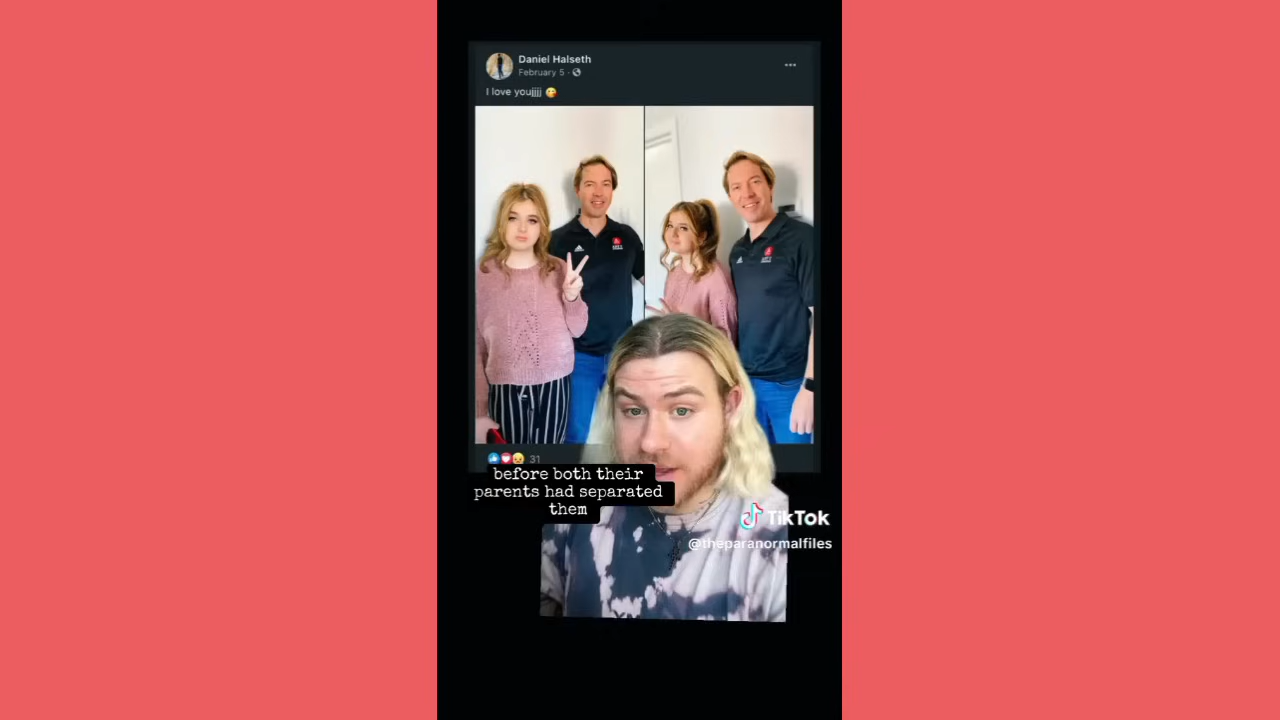 Daniel Halseth
February 5 ·
I love youjjjj 🥰
31
before both their
parents had separated
them
TikTok
@theparanormalfiles